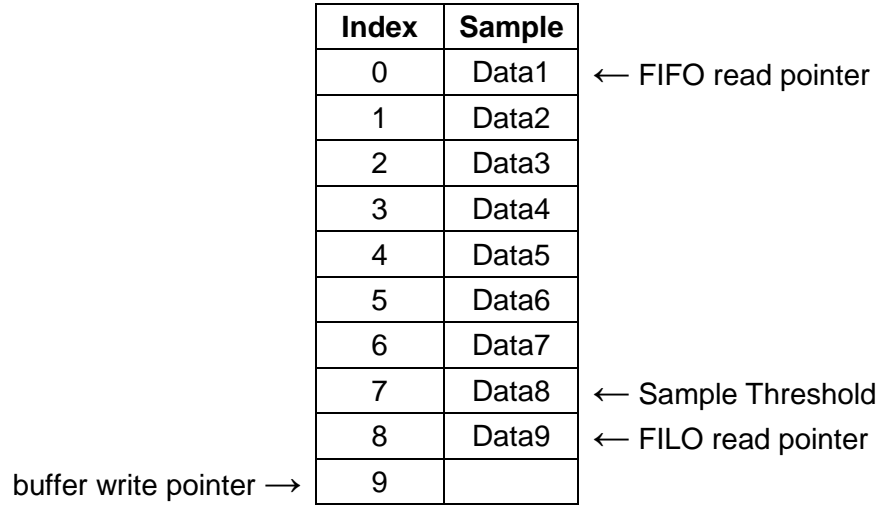 Index Sample
0 Data1 ← FIFO read pointer
1 Data2
2 Data3
3 Data4
4 Data5
5 Data6
6 Data7
7 Data8 ← Sample Threshold
8 Data9 ← FILO read pointer
buffer write pointer → 9